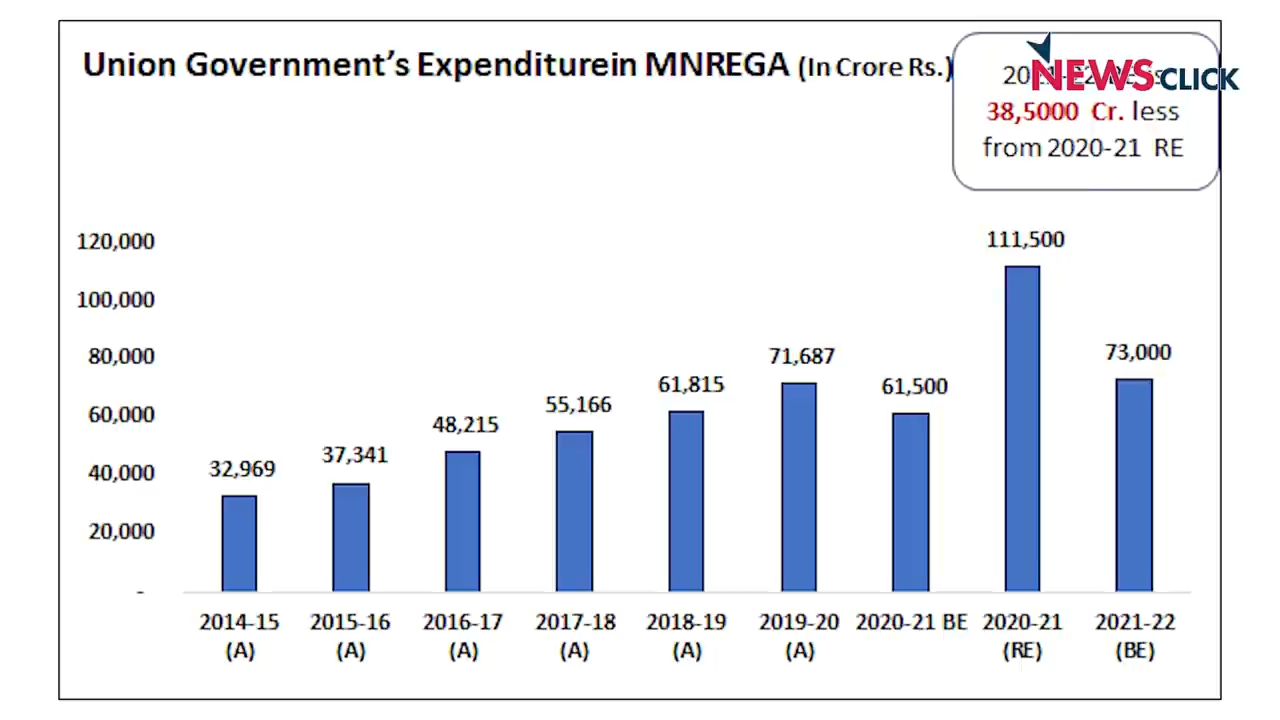 Union Government's Expenditurein MNREGA (In Crore Rs.)
NEWSCLICK
38,5000 Cr. less
from 2020-21 RE
120,000
100,000
80,000
60,000
40,000
20,000
-
32,969
37,341
48,215
55,166
61,815
71,687
61,500
111,500
73,000
2014-15 2015-16 2016-17 2017-18 2018-19 2019-20 2020-21 BE 2020-21 2021-22
(A) (A) (A) (A) (A) (A) (RE) (BE)